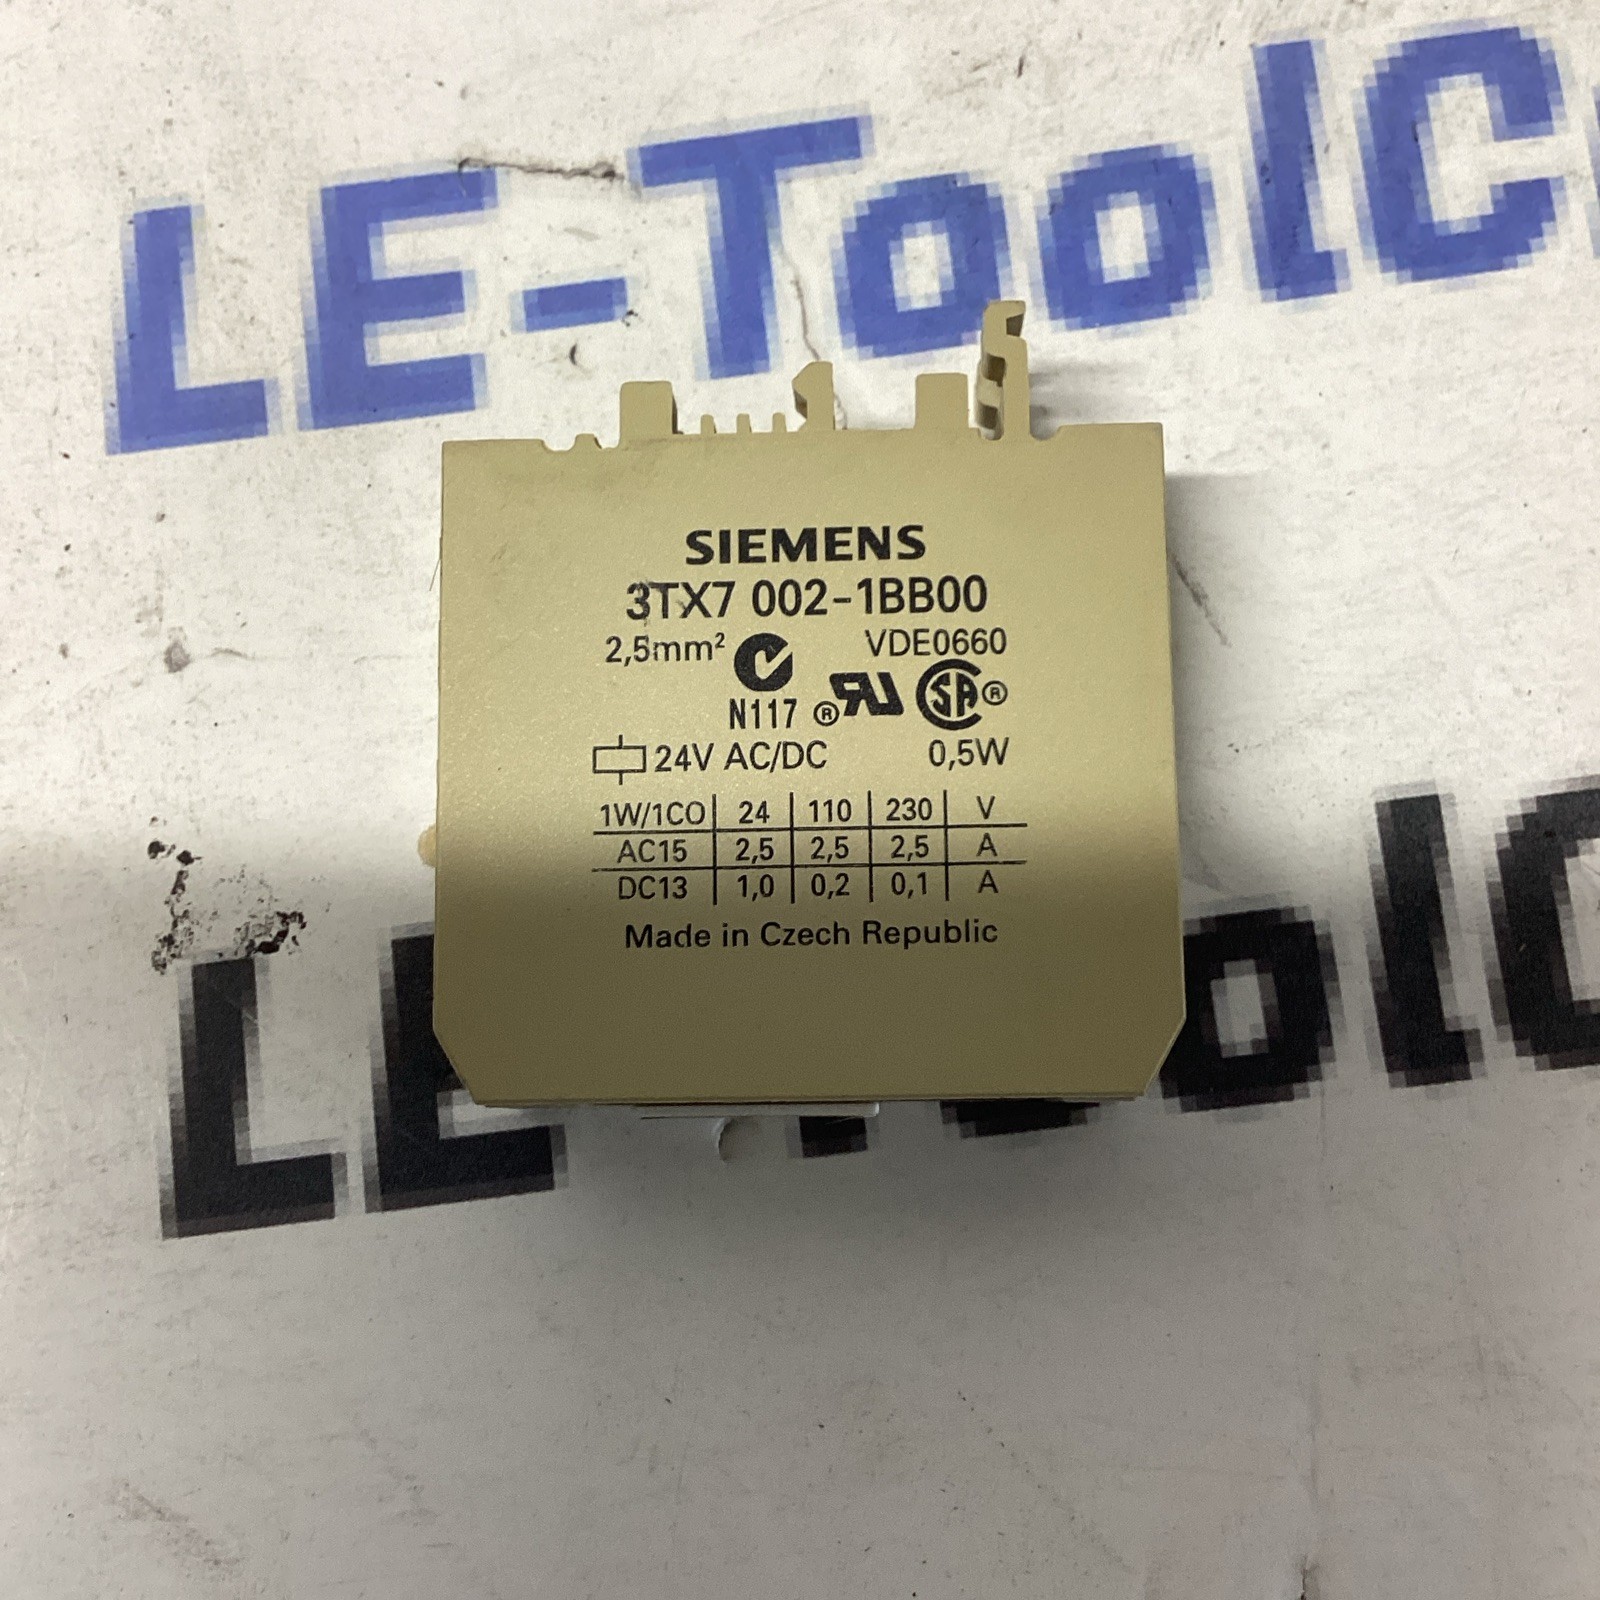 LE-ToolC
SIEMENS
3TX7 002-1BB00
2,5mm² VDE0660
N117 ® RU SA ®
24V AC/DC 0,5W
1W/1CO 24 110 230 V
AC15 2,5 2,5 2,5 A
DC13 1,0 0,2 0,1 A
Made in Czech Republic